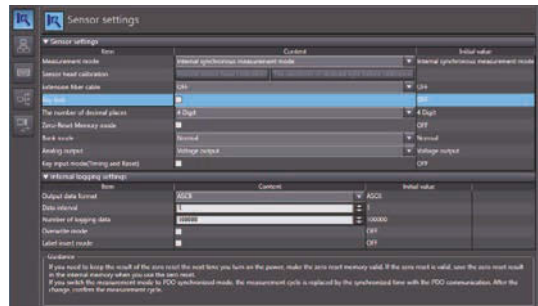 Sensor settings
▼ Sensor settings
Item Content Initial value
Measurement mode Internal synchronous measurement mode Internal synchronous measurement mode
Sensor head calibration
Extension fiber cable OFF OFF
Key lock OFF
The number of decimal places 4 Digit 4 Digit
Zero Reset Memory mode OFF
Bank mode Normal Normal
Analog output Voltage output Voltage output
Key input mode(Timing and Reset) OFF
▼ Internal logging settings
Item Content Initial value
Output data format ASCII ASCII
Data interval 1 1
Number of logging data 100000 100000
Overwrite mode OFF
Label insert mode OFF
Guidance
If you need to keep the result of the zero reset the next time you turn on the power, make the zero reset memory valid. If the zero reset is valid, save the zero reset result
in the internal memory when you use the zero reset.
If you switch the measurement mode to PDO synchronized mode, the measurement cycle is replaced by the synchronized time with the PDO communication. After the
change, confirm the measurement cycle.